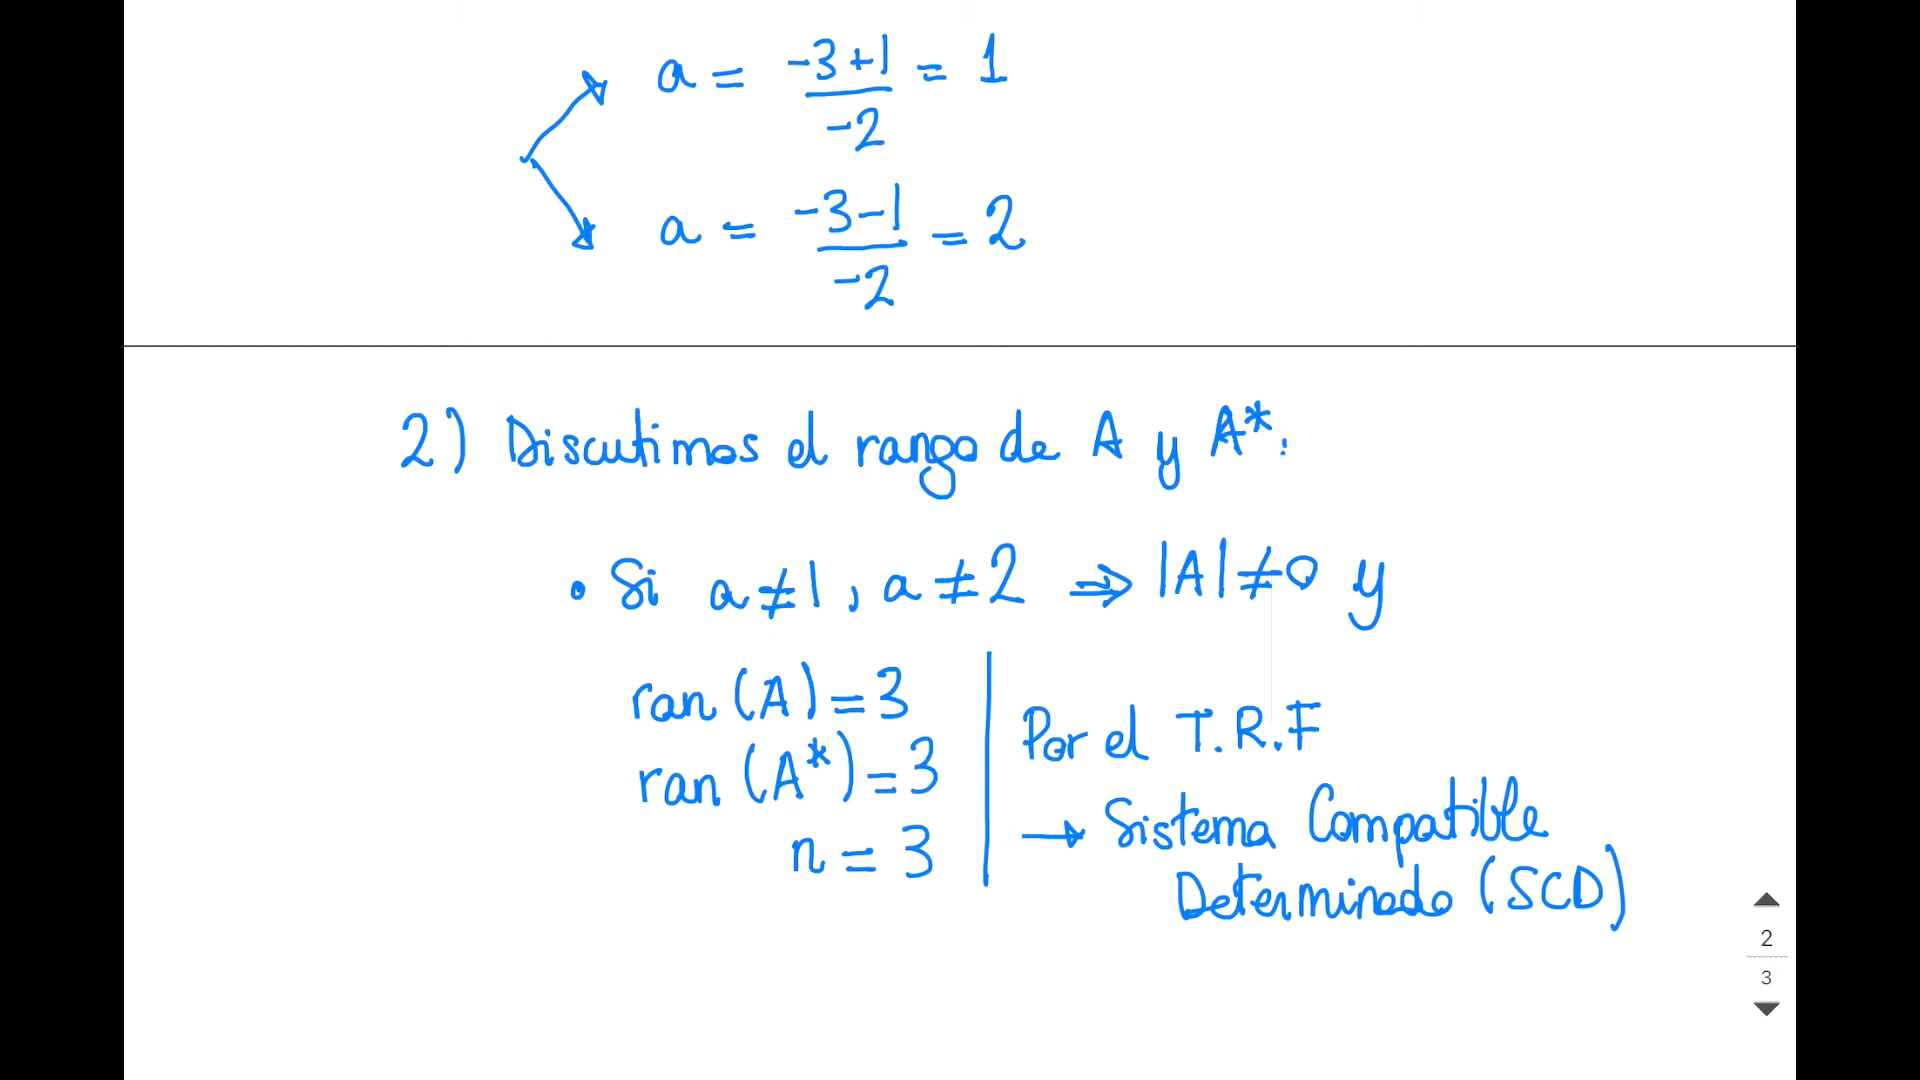 a = -3+1/-2 = 1
a = -3-1/-2 = 2
2) Discutimos el rango de A y A*:
• Si a≠1, a≠2 ⇒ |A|≠0 y
ran (A) = 3
ran (A*) = 3
n = 3
Por el T.R.F
→ Sistema Compatible
Determinado (SCD)
2
3